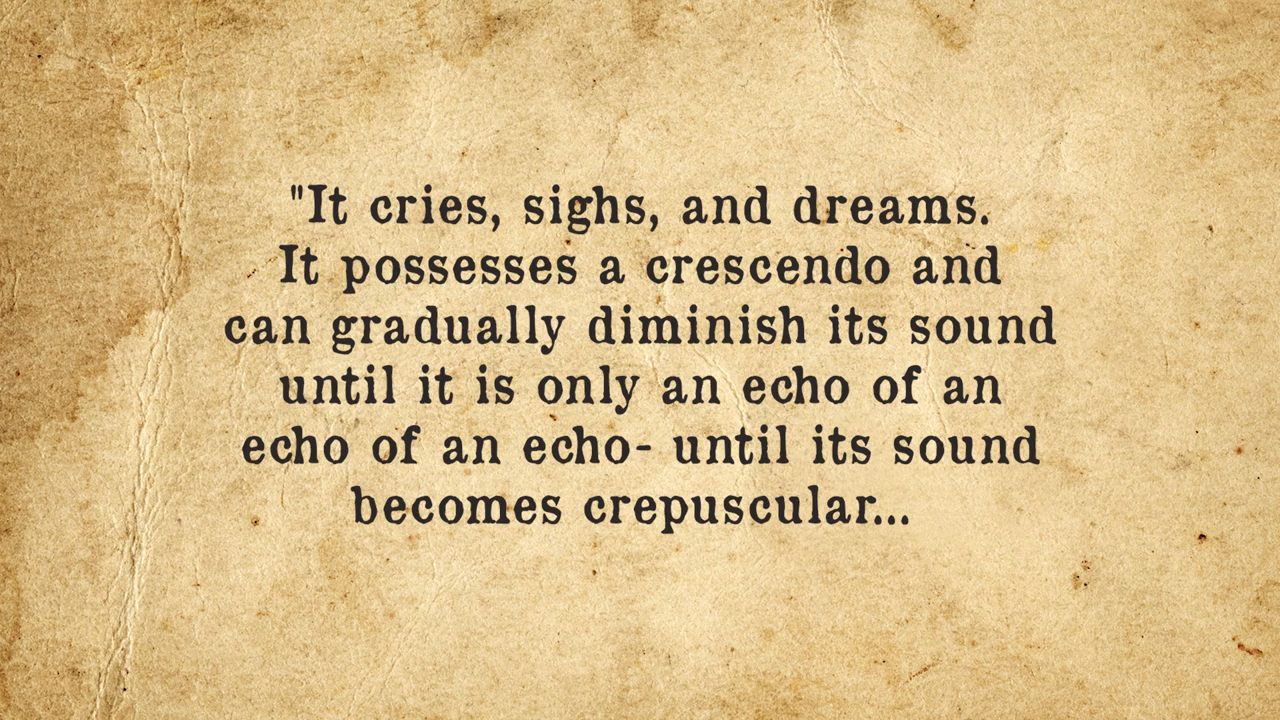 "It cries, sighs, and dreams.
It possesses a crescendo and
can gradually diminish its sound
until it is only an echo of an
echo of an echo- until its sound
becomes crepuscular...